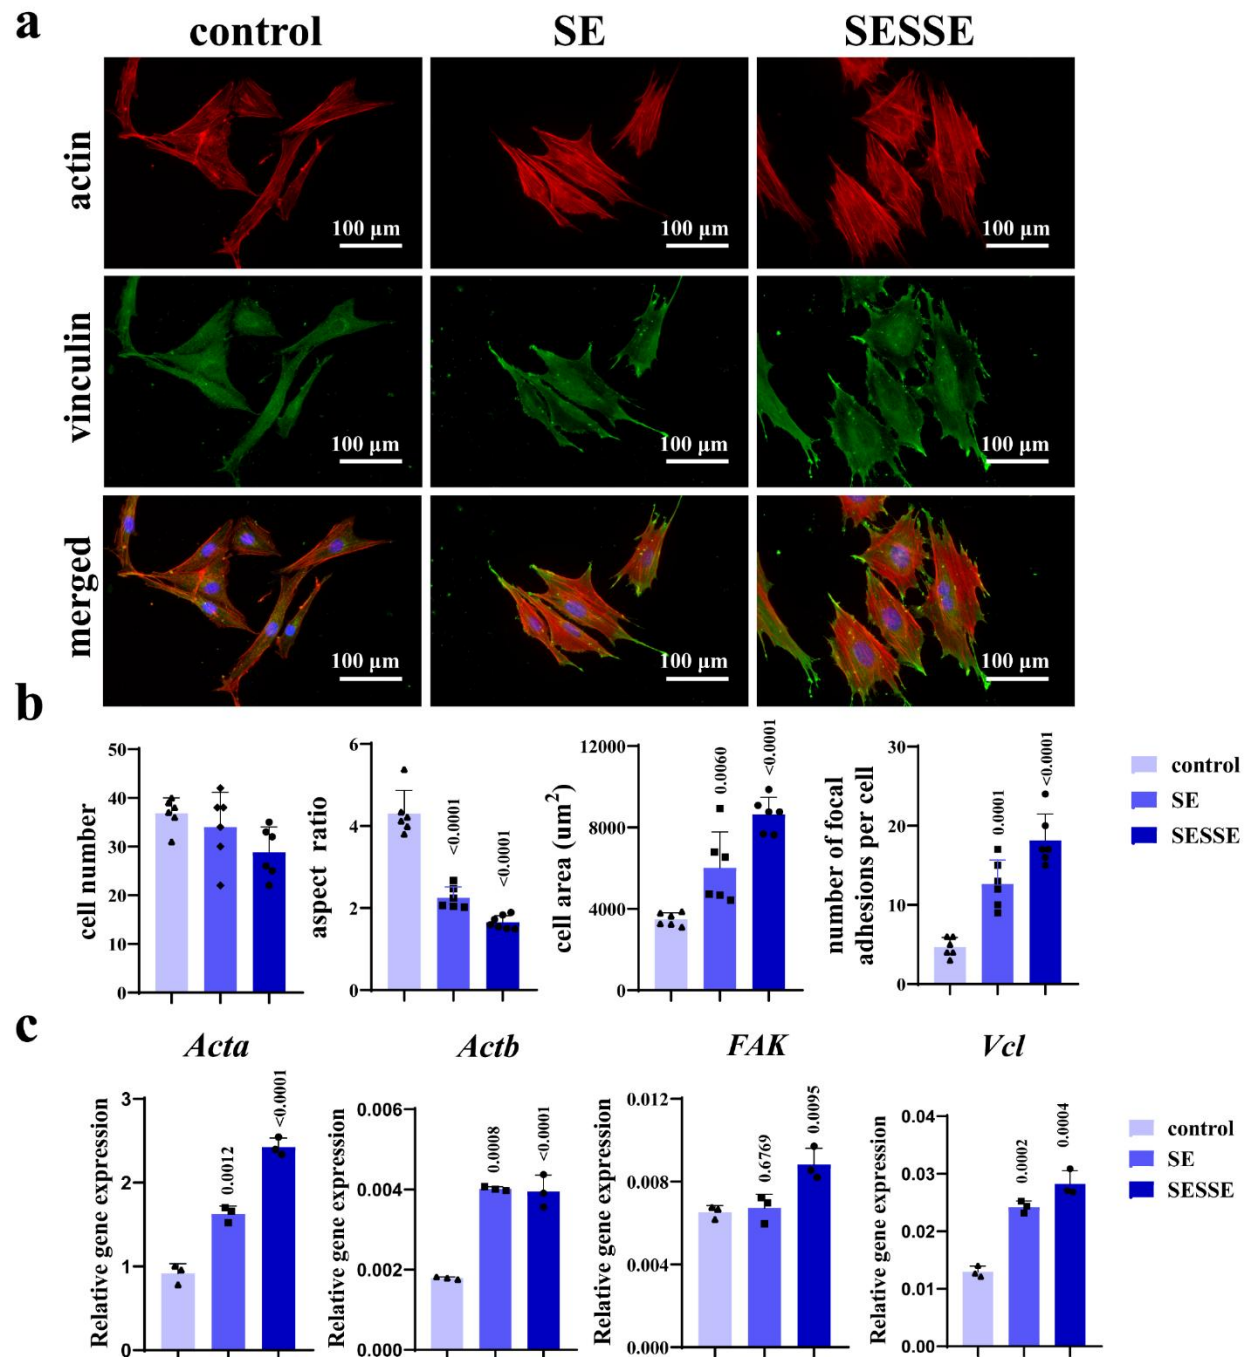 a
control SE SESSE
actin
100 μm 100 μm 100 μm
vinculin
100 μm 100 μm 100 μm
merged
100 μm 100 μm 100 μm
b
cell number
50
40
30
20
10
0
aspect ratio
6
4
2
0
<0.0001
<0.0001
cell area (um²)
12000
8000
4000
0
0.0060
<0.0001
number of focal
adhesions per cell
30
20
10
0
0.0001
<0.0001
control
SE
SESSE
c
Acta
Relative gene expression
3
2
1
0
0.0012
<0.0001
Actb
Relative gene expression
0.006
0.004
0.002
0.000
0.0008
<0.0001
FAK
Relative gene expression
0.012
0.008
0.004
0.000
0.6769
0.0095
Vcl
Relative gene expression
0.04
0.03
0.02
0.01
0.00
0.0002
0.0004
control
SE
SESSE